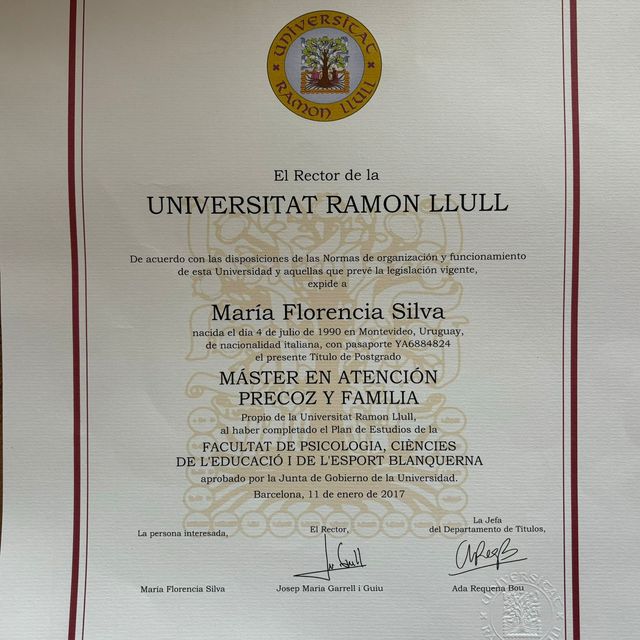 UNIVERSITAT
RAMON LLULL
El Rector de la
UNIVERSITAT RAMON LLULL
De acuerdo con las disposiciones de las Normas de organización y funcionamiento
de esta Universidad y aquellas que prevé la legislación vigente,
expide a
María Florencia Silva
nacida el día 4 de julio de 1990 en Montevideo, Uruguay,
de nacionalidad italiana, con pasaporte YA6884824
el presente Título de Postgrado
MÁSTER EN ATENCIÓN
PRECOZ Y FAMILIA
Propio de la Universitat Ramon Llull,
al haber completado el Plan de Estudios de la
FACULTAT DE PSICOLOGIA, CIÈNCIES
DE L'EDUCACIÓ I DE L'ESPORT BLANQUERNA
aprobado por la Junta de Gobierno de la Universidad.
Barcelona, 11 de enero de 2017
La persona interesada,
El Rector,
La Jefa
del Departamento de Títulos,
María Florencia Silva
Josep Maria Garrell i Guiu
Ada Requena Bou